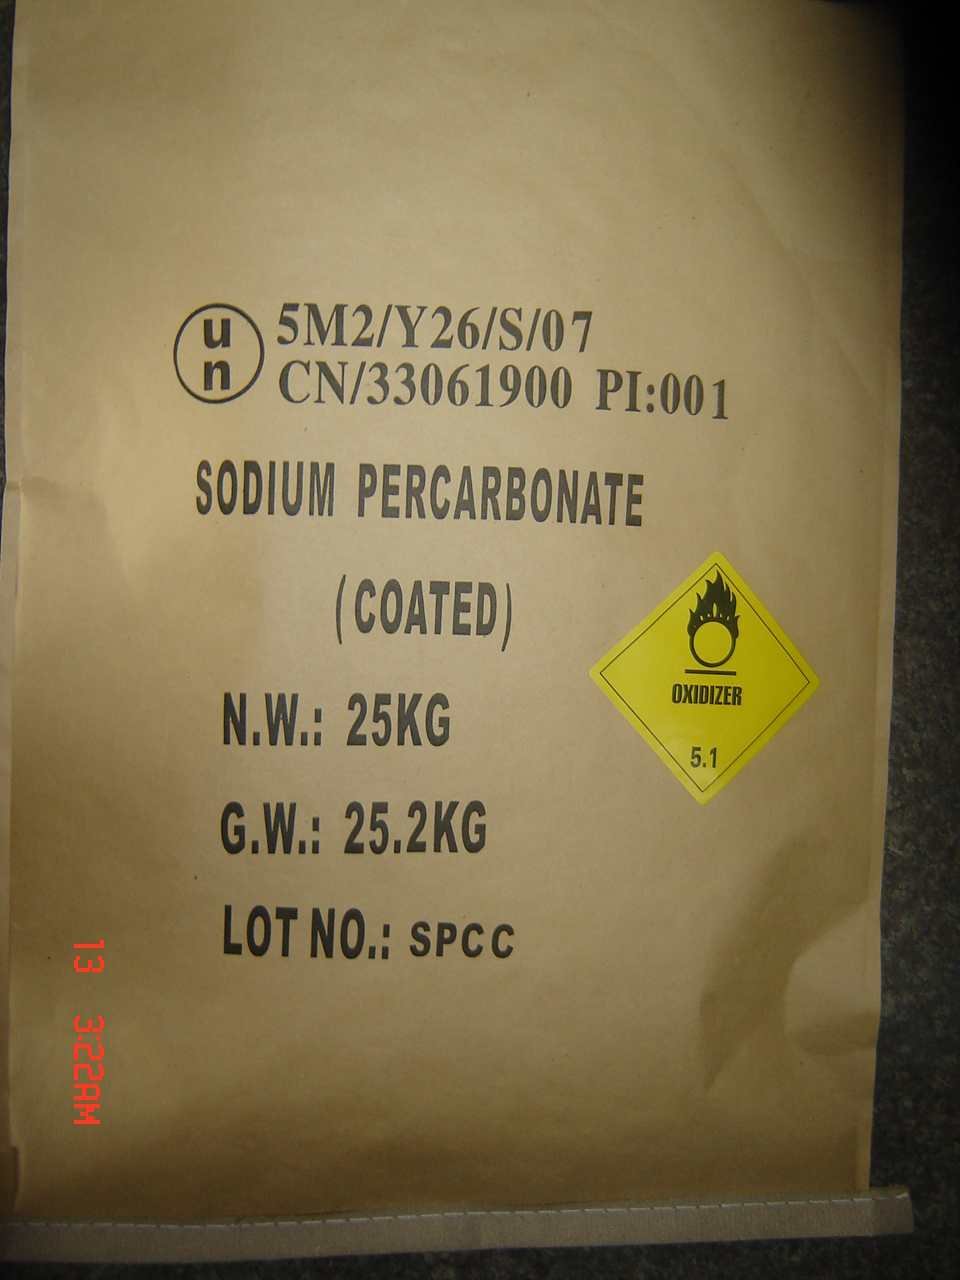 un
5M2/Y26/S/07
CN/33061900 PI:001
SODIUM PERCARBONATE
(COATED)
OXIDIZER
5.1
N.W.: 25KG
G.W.: 25.2KG
LOT NO.: SPCC
13 3:22AM